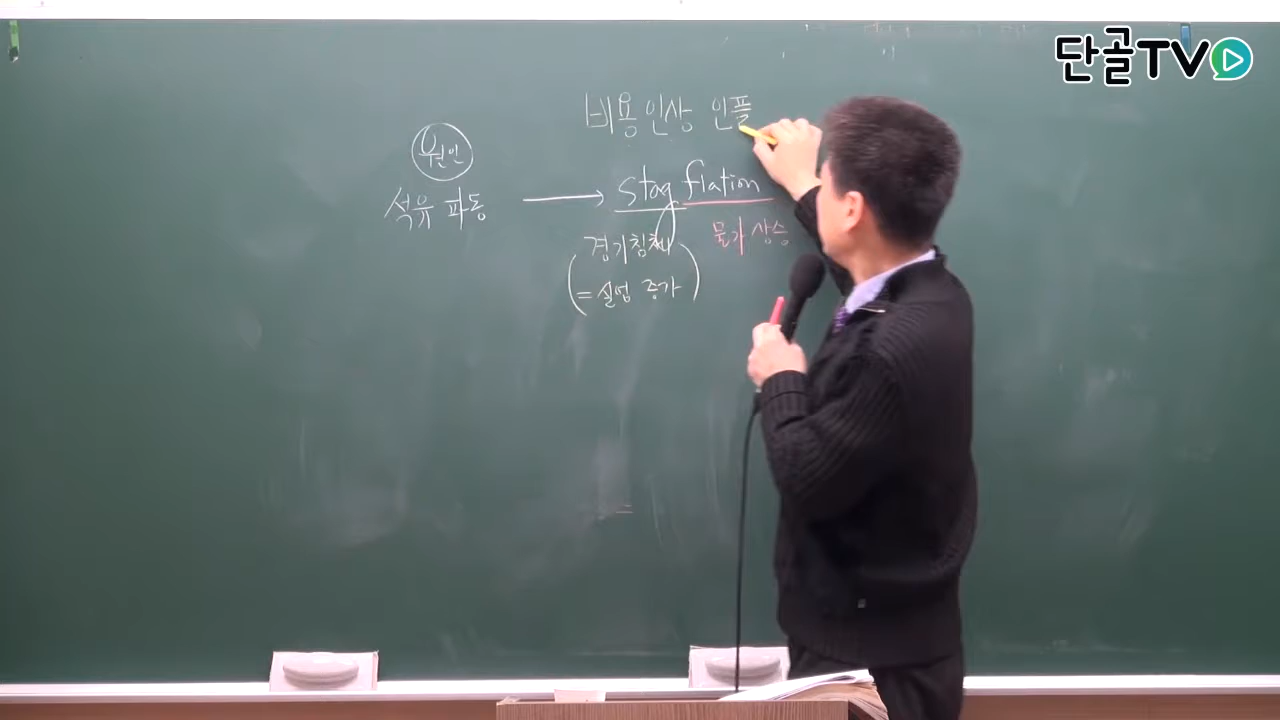 단골TV
비용인상 인플
원인
석유 파동 → stagflation
경기침체 물가 상승
(= 실업 증가)